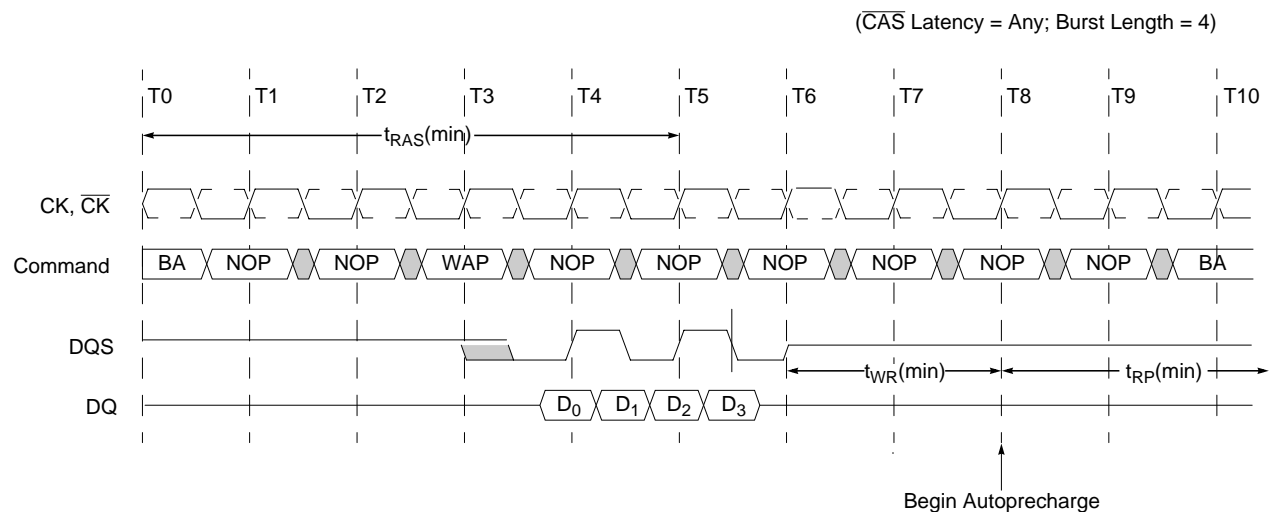 (C̅A̅S̅ Latency = Any; Burst Length = 4)
T0 T1 T2 T3 T4 T5 T6 T7 T8 T9 T10
tRAS(min)
CK, C̅K̅
Command BA NOP NOP WAP NOP NOP NOP NOP NOP NOP BA
DQS
tWR(min) tRP(min)
DQ D0 D1 D2 D3
Begin Autoprecharge